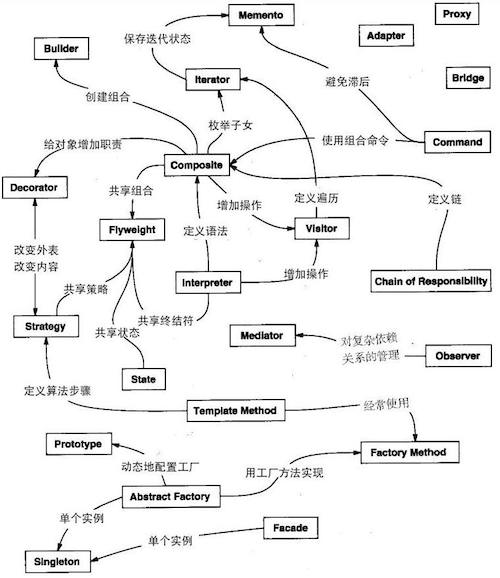 Memento
Proxy
Builder
保存迭代状态
Adapter
Iterator
Bridge
避免滞后
创建组合
枚举子女
给对象增加职责
使用组合命令
Command
Composite
Decorator
共享组合
增加操作
定义遍历
定义链
Flyweight
定义语法
Visitor
改变外表
改变内容
增加操作
共享策略
Interpreter
Chain of Responsibility
共享终结符
Strategy
共享状态
Mediator
对复杂依赖
关系的管理
Observer
State
定义算法步骤
Template Method
经常使用
Prototype
Factory Method
动态地配置工厂
用工厂方法实现
Abstract Factory
单个实例
Facade
单个实例
Singleton